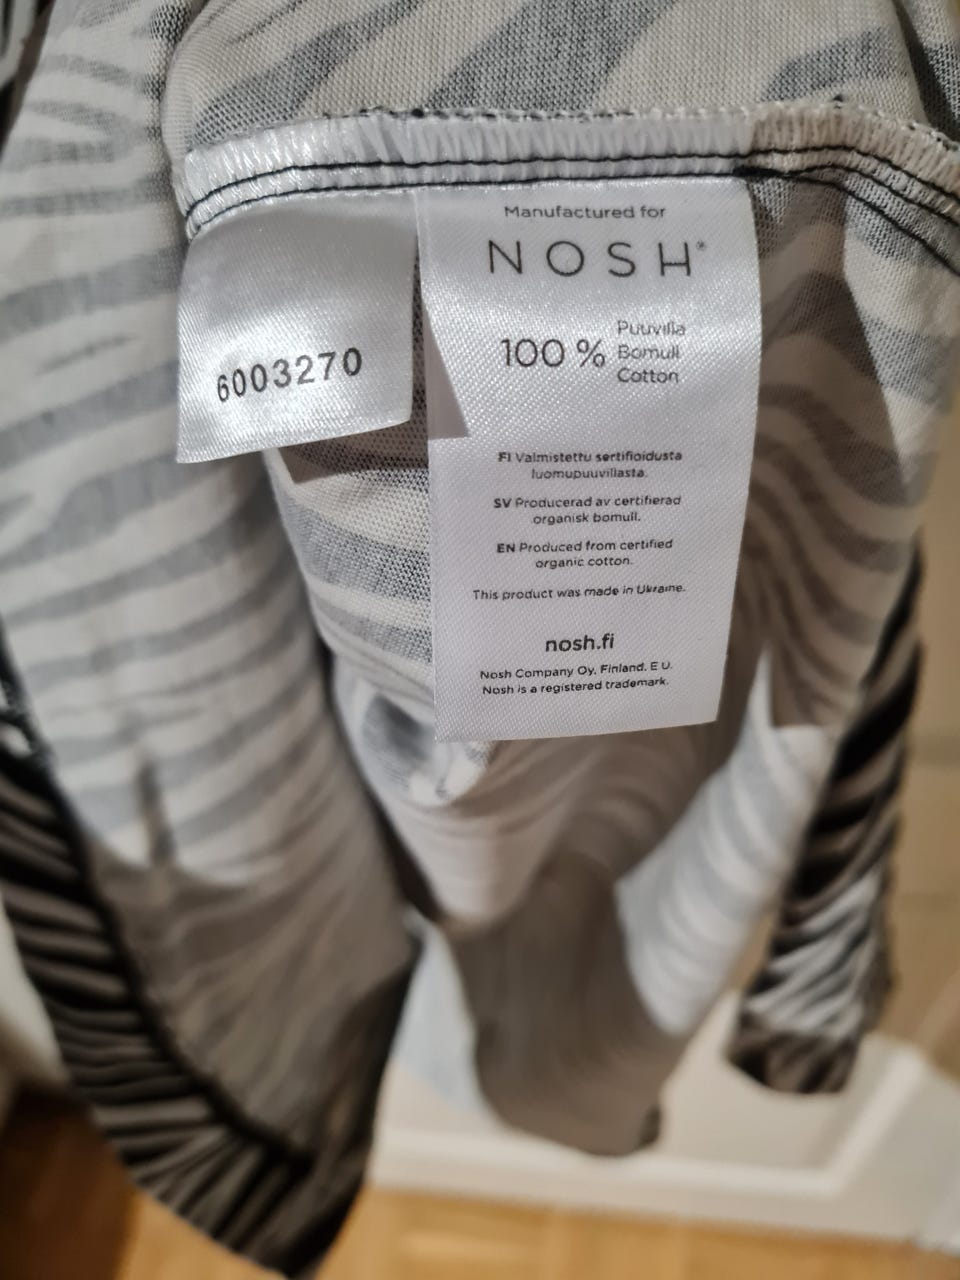 6003270
Manufactured for
NOSH®
100 %
Puuvilla
Bomull
Cotton
FI Valmistettu sertifioidusta
luomupuuvillasta.
SV Producerad av certifierad
organisk bomull.
EN Produced from certified
organic cotton.
This product was made in Ukraine.
nosh.fi
Nosh Company Oy, Finland, E U.
Nosh is a registered trademark.